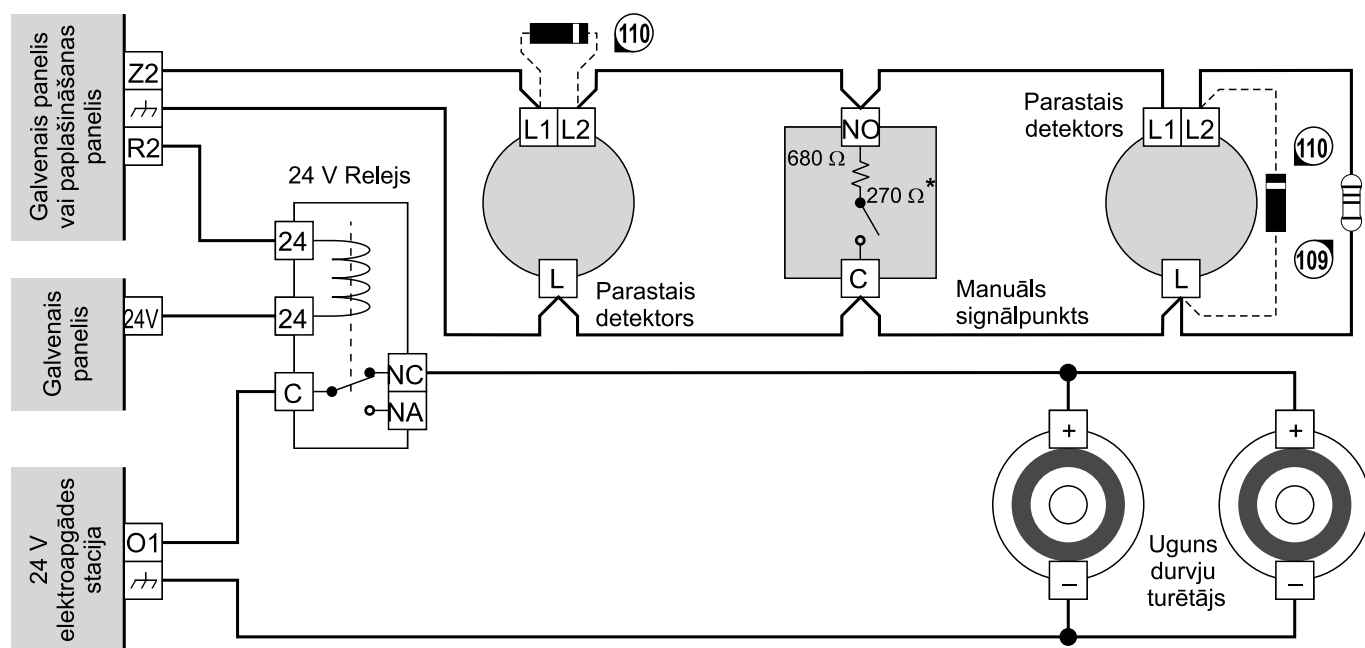 Galvenais panelis
vai paplašināšanas
panelis
Z2
R2
110
L1 L2
L
Parastais
detektors
NO
680 Ω
270 Ω*
C
Manuāls
signālpunkts
Parastais
detektors
L1 L2
L
110
109
24 V Relejs
24
24
C
NC
NA
Galvenais
panelis
24V
24 V
elektroapgādes
stacija
O1
+
–
+
–
Uguns
durvju
turētājs